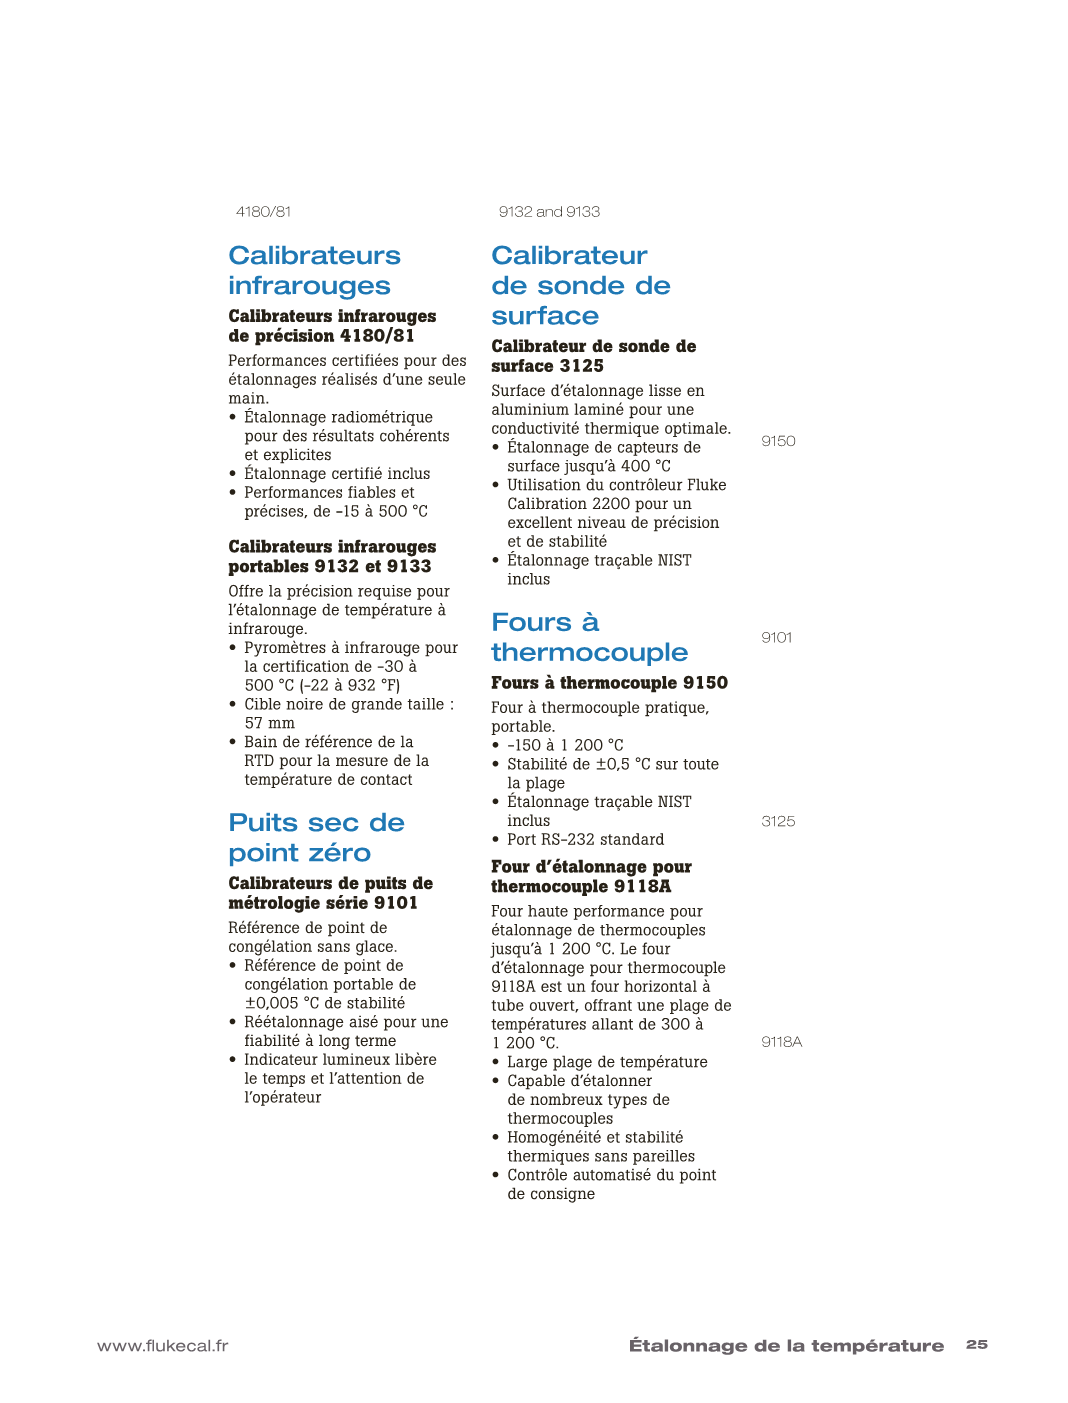 4180/81
9132 and 9133
Calibrateurs
infrarouges
Calibrateurs infrarouges
de précision 4180/81
Performances certifiées pour des
étalonnages réalisés d’une seule
main.
• Étalonnage radiométrique
pour des résultats cohérents
et explicites
• Étalonnage certifié inclus
• Performances fiables et
précises, de -15 à 500 °C
Calibrateurs infrarouges
portables 9132 et 9133
Offre la précision requise pour
l’étalonnage de température à
infrarouge.
• Pyromètres à infrarouge pour
la certification de -30 à
500 °C (-22 à 932 °F)
• Cible noire de grande taille :
57 mm
• Bain de référence de la
RTD pour la mesure de la
température de contact
Puits sec de
point zéro
Calibrateurs de puits de
métrologie série 9101
Référence de point de
congélation sans glace.
• Référence de point de
congélation portable de
±0,005 °C de stabilité
• Réétalonnage aisé pour une
fiabilité à long terme
• Indicateur lumineux libère
le temps et l’attention de
l’opérateur
Calibrateur
de sonde de
surface
Calibrateur de sonde de
surface 3125
Surface d’étalonnage lisse en
aluminium laminé pour une
conductivité thermique optimale.
• Étalonnage de capteurs de
surface jusqu’à 400 °C
• Utilisation du contrôleur Fluke
Calibration 2200 pour un
excellent niveau de précision
et de stabilité
• Étalonnage traçable NIST
inclus
Fours à
thermocouple
Fours à thermocouple 9150
Four à thermocouple pratique,
portable.
• -150 à 1 200 °C
• Stabilité de ±0,5 °C sur toute
la plage
• Étalonnage traçable NIST
inclus
• Port RS-232 standard
Four d’étalonnage pour
thermocouple 9118A
Four haute performance pour
étalonnage de thermocouples
jusqu’à 1 200 °C. Le four
d’étalonnage pour thermocouple
9118A est un four horizontal à
tube ouvert, offrant une plage de
températures allant de 300 à
1 200 °C.
• Large plage de température
• Capable d’étalonner
de nombreux types de
thermocouples
• Homogénéité et stabilité
thermiques sans pareilles
• Contrôle automatisé du point
de consigne
9150
9101
3125
9118A
www.flukecal.fr
Étalonnage de la température 25